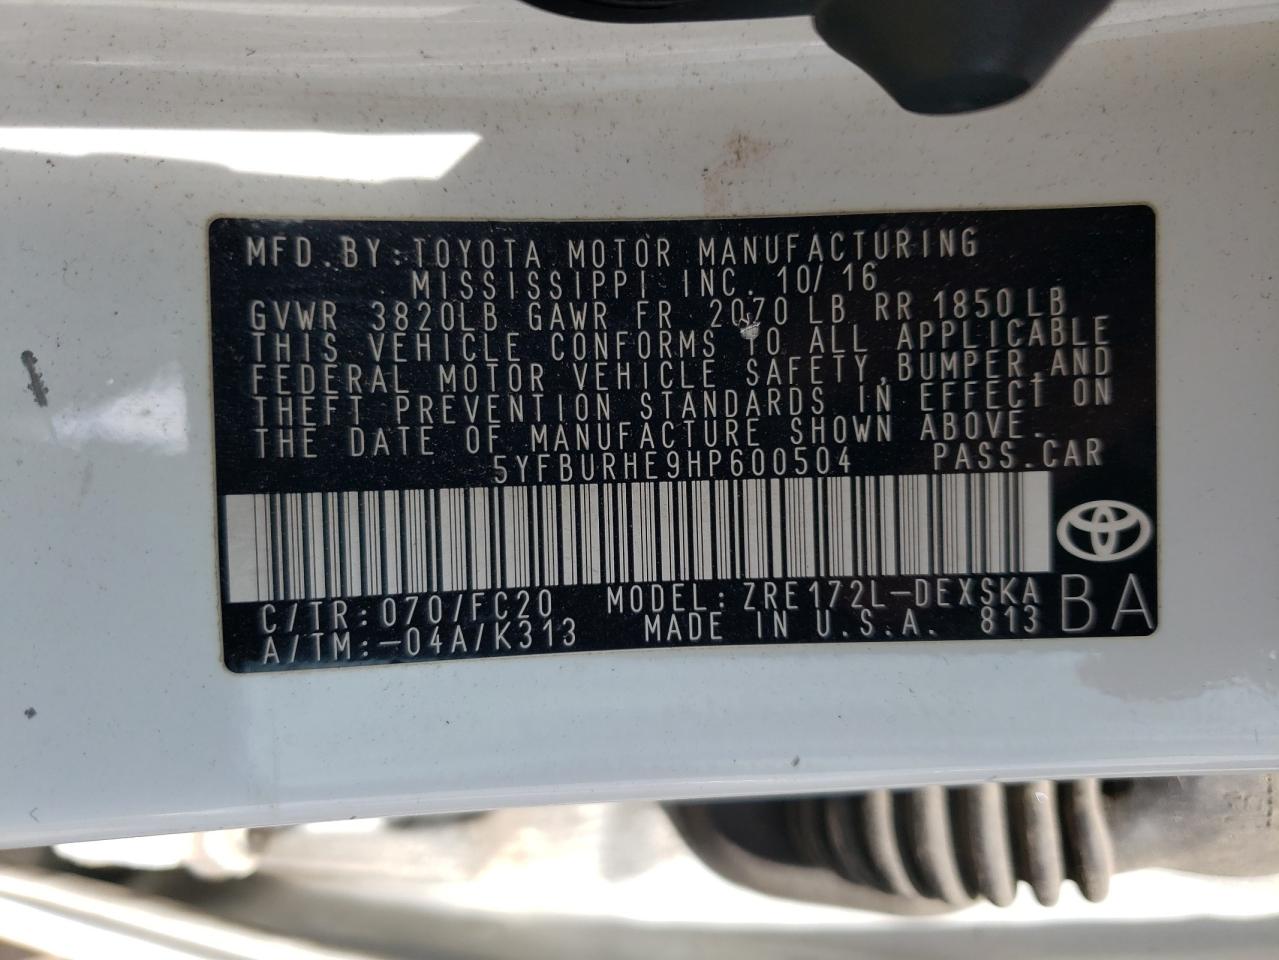 MFD. BY: TOYOTA MOTOR MANUFACTURING
MISSISSIPPI INC. 10/16
GVWR 3820LB GAWR FR 2070 LB RR 1850LB
THIS VEHICLE CONFORMS TO ALL APPLICABLE
FEDERAL MOTOR VEHICLE SAFETY, BUMPER, AND
THEFT PREVENTION STANDARDS IN EFFECT ON
THE DATE OF MANUFACTURE SHOWN ABOVE.
5YFBURHE9HP600504 PASS. CAR
C/TR: 070/FC20 MODEL: ZRE172L-DEXSKA
A/TM: -04A/K313 MADE IN U.S.A. 813 BA